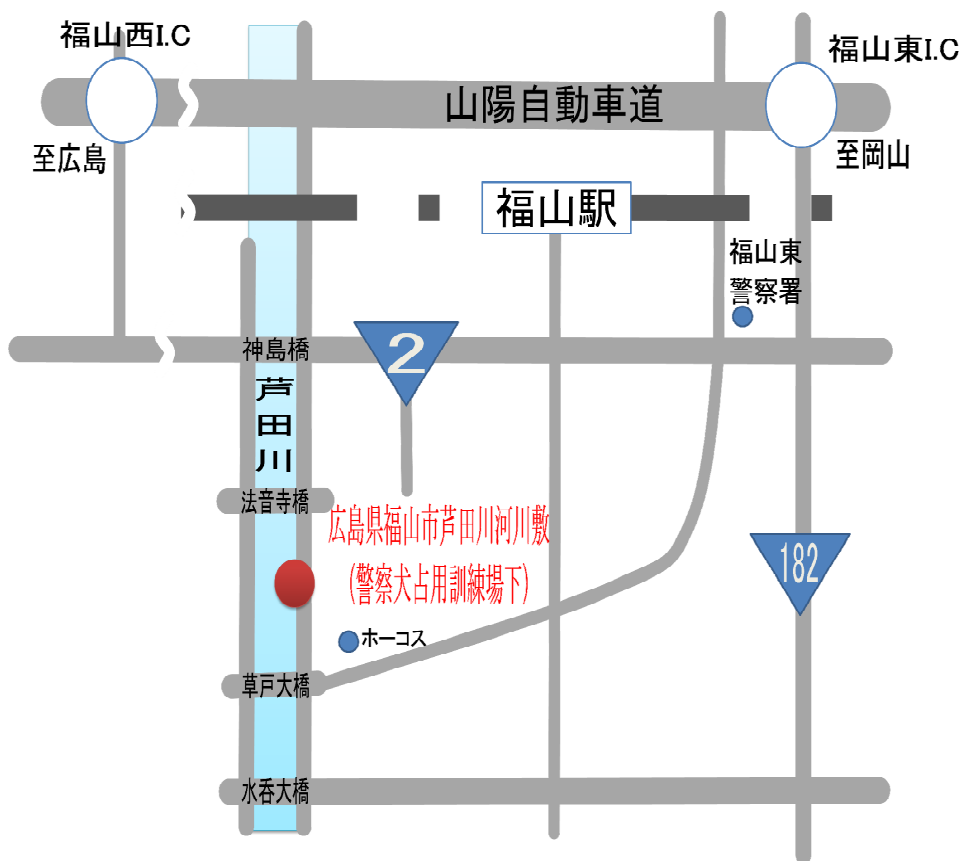 福山西I.C
福山東I.C
山陽自動車道
至広島
至岡山
福山駅
福山東
警察署
神島橋
2
芦田川
法音寺橋
広島県福山市芦田川河川敷
(警察犬占用訓練場下)
182
ホーコス
草戸大橋
水呑大橋